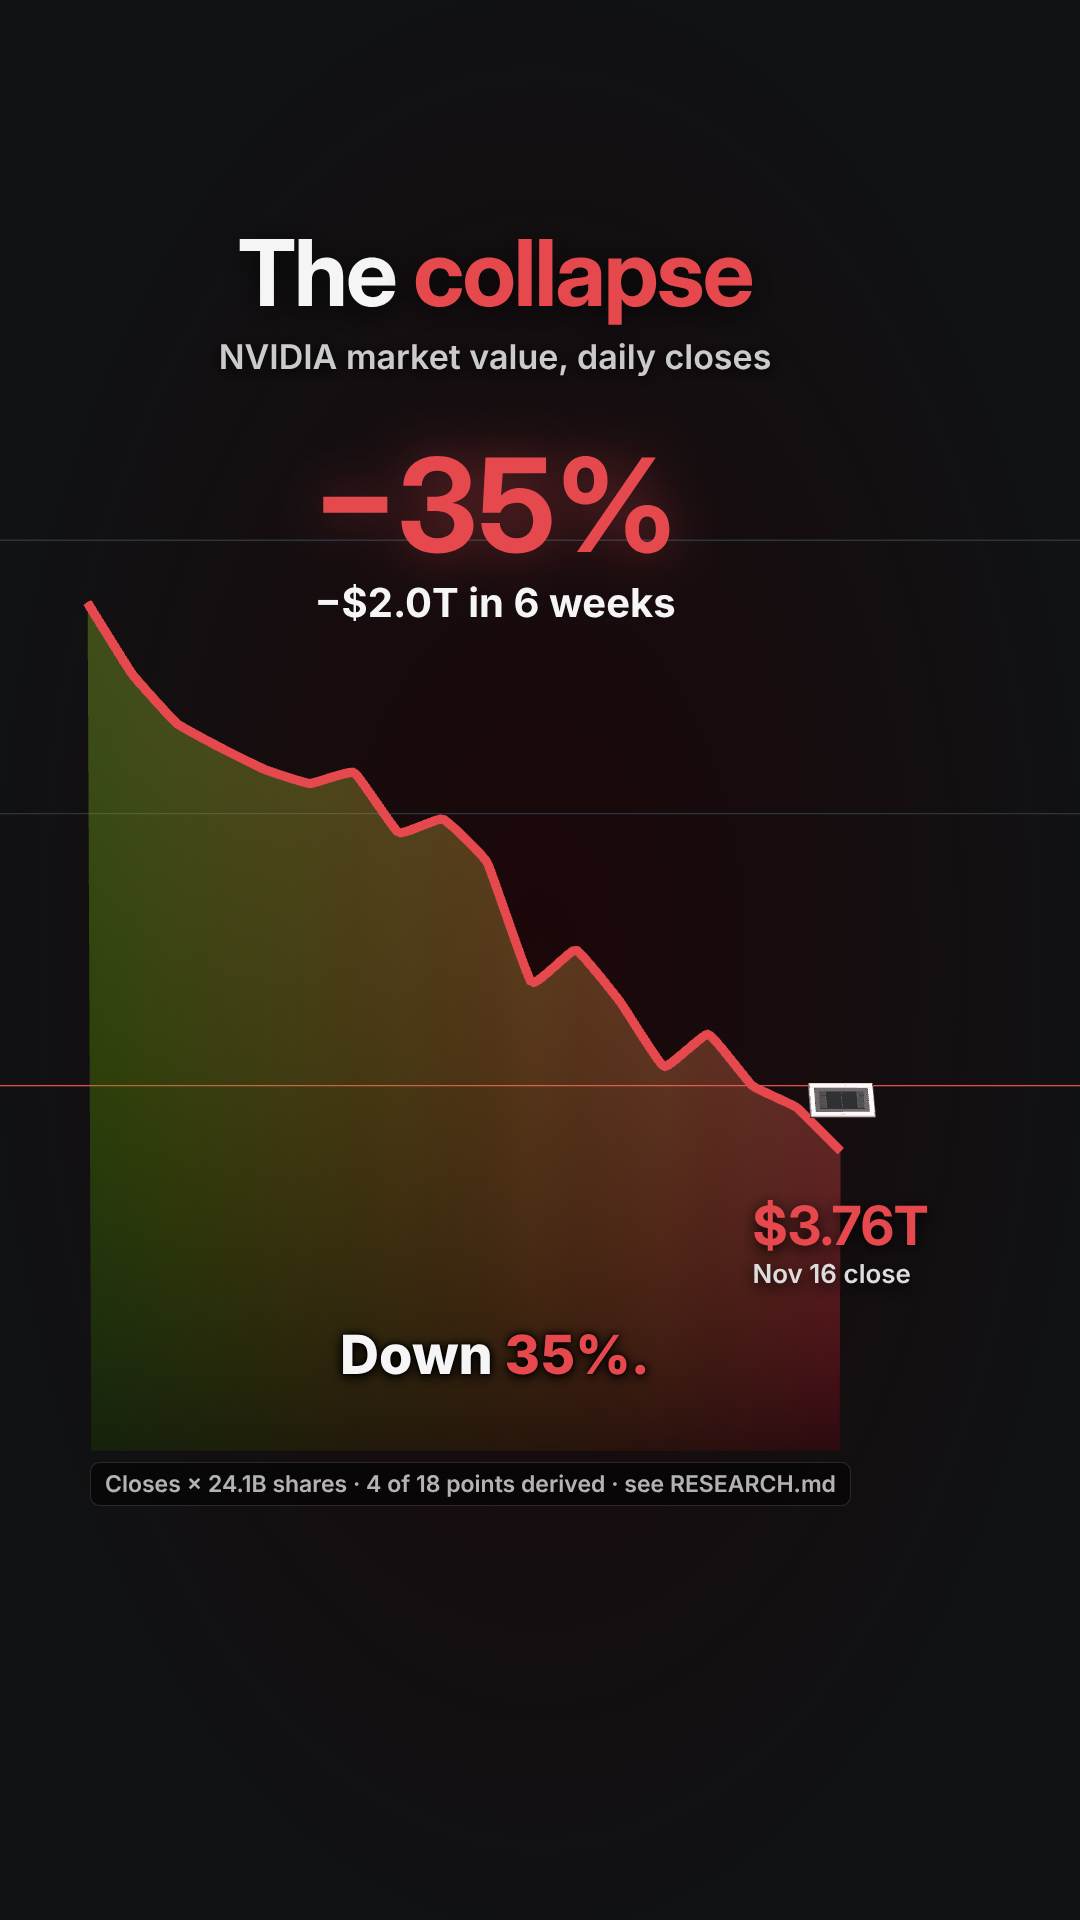 The collapse
NVIDIA market value, daily closes
−35%
−$2.0T in 6 weeks
$3.76T
Nov 16 close
Down 35%.
Closes × 24.1B shares · 4 of 18 points derived · see RESEARCH.md